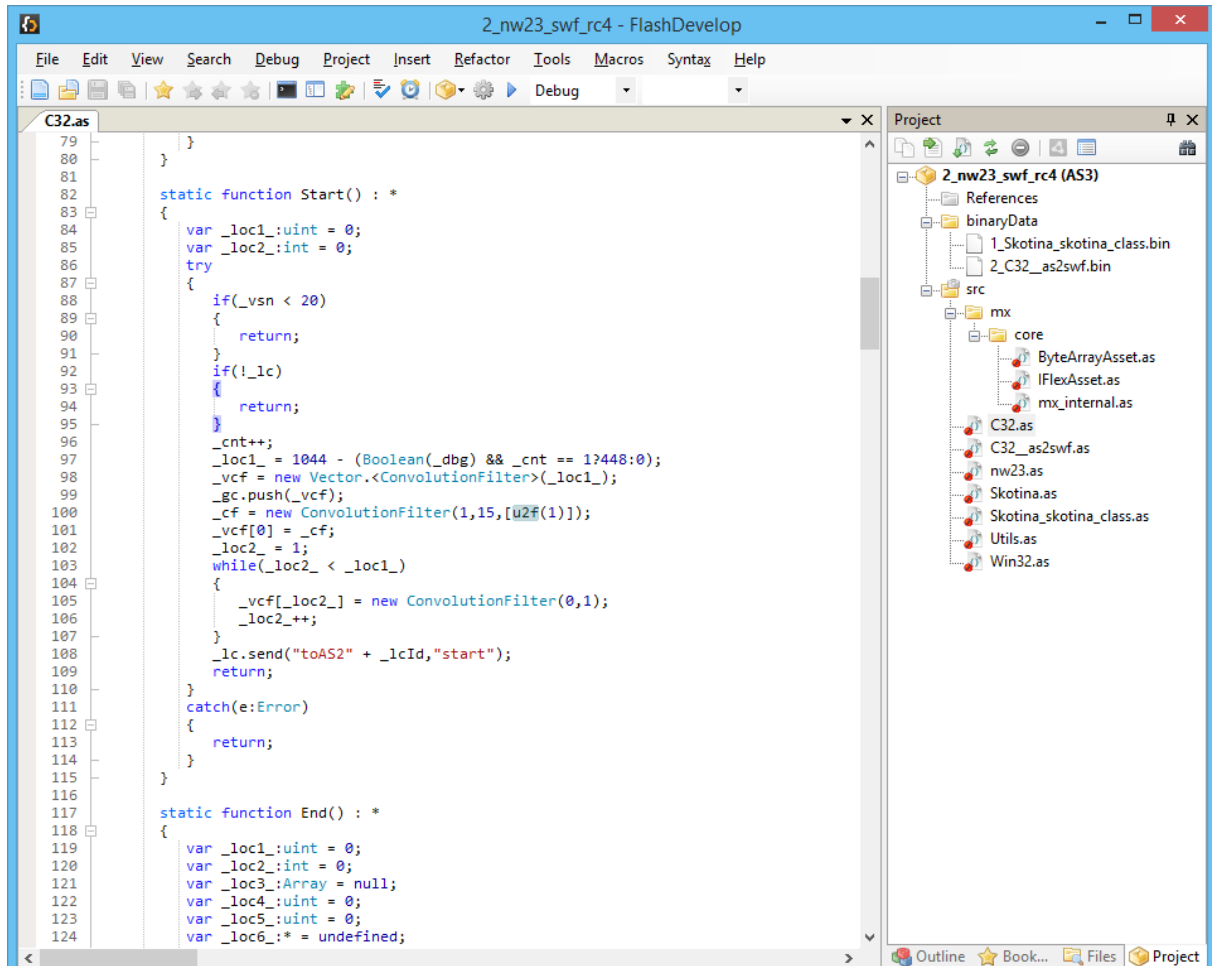 2_nw23_swf_rc4 - FlashDevelop
File Edit View Search Debug Project Insert Refactor Tools Macros Syntax Help
Debug
C32.as
79 }
80 }
81
82 static function Start() : *
83 {
84 var _loc1_:uint = 0;
85 var _loc2_:int = 0;
86 try
87 {
88 if(_vsn < 20)
89 {
90 return;
91 }
92 if(!_lc)
93 {
94 return;
95 }
96 _cnt++;
97 _loc1_ = 1044 - (Boolean(_dbg) && _cnt == 1?448:0);
98 _vcf = new Vector.<ConvolutionFilter>(_loc1_);
99 _gc.push(_vcf);
100 _cf = new ConvolutionFilter(1,15,[u2f(1)]);
101 _vcf[0] = _cf;
102 _loc2_ = 1;
103 while(_loc2_ < _loc1_)
104 {
105 _vcf[_loc2_] = new ConvolutionFilter(0,1);
106 _loc2_++;
107 }
108 _lc.send("toAS2" + _lcId,"start");
109 return;
110 }
111 catch(e:Error)
112 {
113 return;
114 }
115 }
116
117 static function End() : *
118 {
119 var _loc1_:uint = 0;
120 var _loc2_:int = 0;
121 var _loc3_:Array = null;
122 var _loc4_:uint = 0;
123 var _loc5_:uint = 0;
124 var _loc6_:* = undefined;
Project
2_nw23_swf_rc4 (AS3)
References
binaryData
1_Skotina_skotina_class.bin
2_C32__as2swf.bin
src
mx
core
ByteArrayAsset.as
IFlexAsset.as
mx_internal.as
C32.as
C32__as2swf.as
nw23.as
Skotina.as
Skotina_skotina_class.as
Utils.as
Win32.as
Outline Book... Files Project